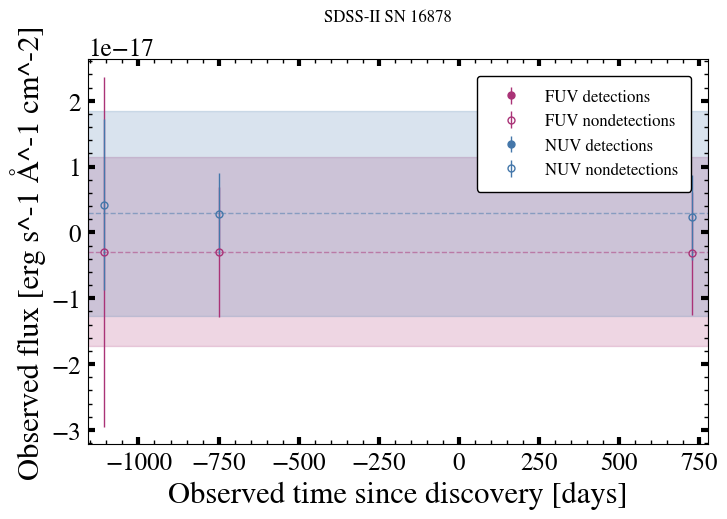 SDSS-II SN 16878
1e−17
Observed flux [erg s^-1 Å^-1 cm^-2]
2
1
0
−1
−2
−3
FUV detections
FUV nondetections
NUV detections
NUV nondetections
−1000 −750 −500 −250 0 250 500 750
Observed time since discovery [days]